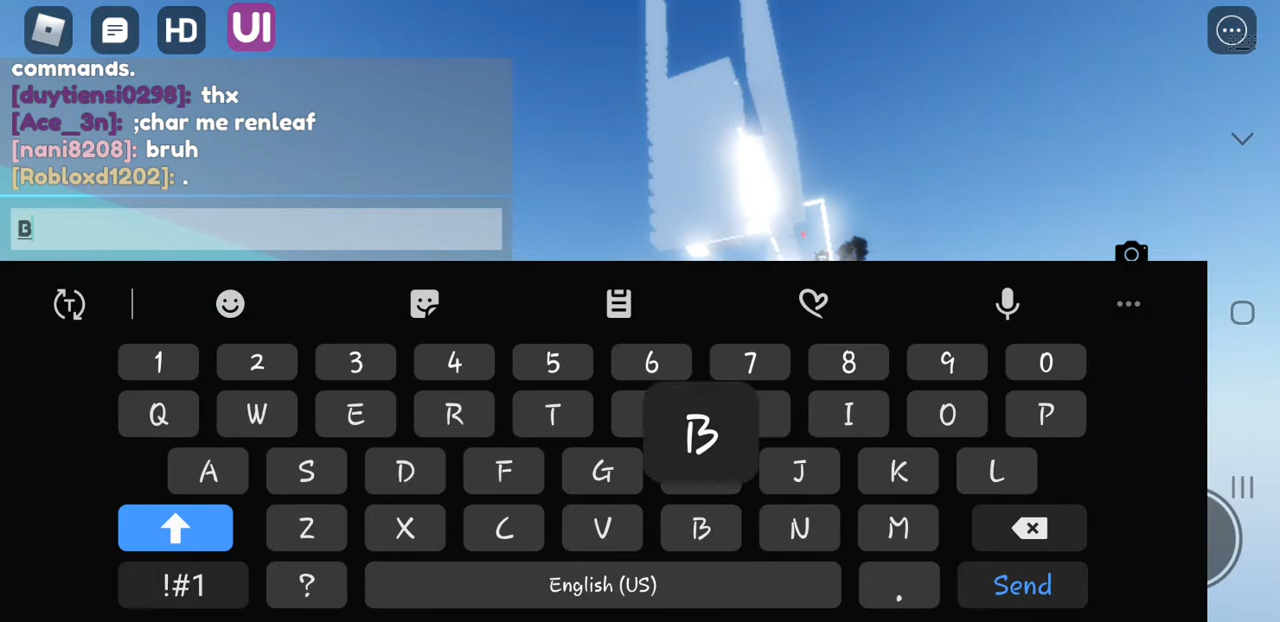 HD UI
commands.
[duytiensi0298]: thx
[Ace_3n]: ;char me renleaf
[nani8208]: bruh
[Robloxd1202]: .
B
T
1 2 3 4 5 6 7 8 9 0
Q W E R T I O P
B
A S D F G J K L
Z X C V B N M
!#1 ? English (US) . Send